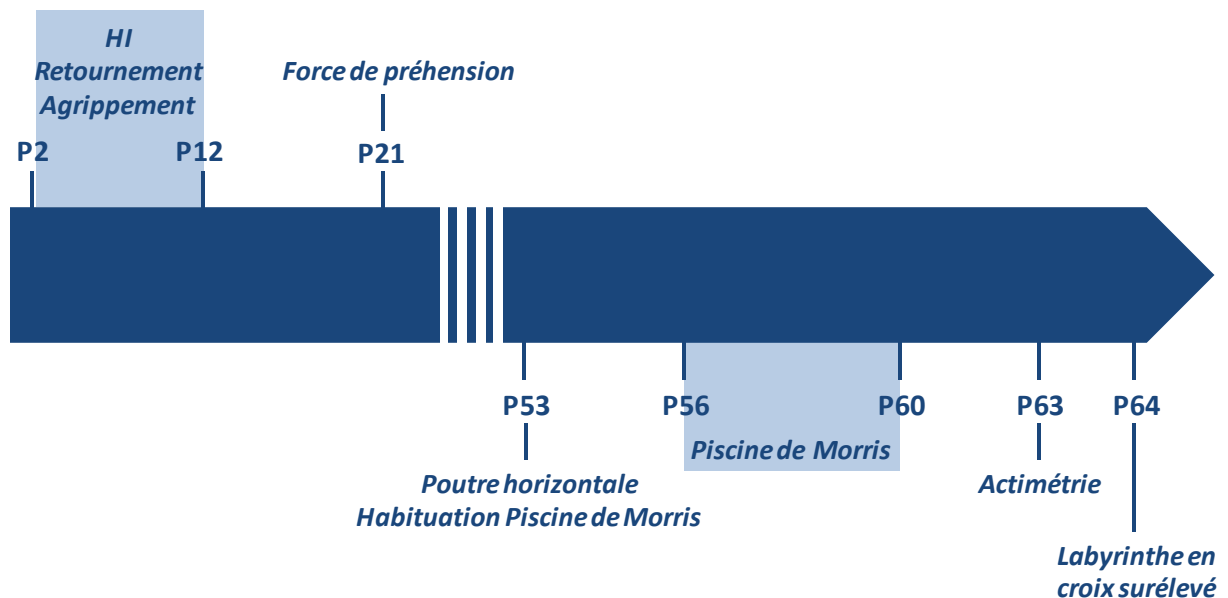 HI
Retournement
Agrippement
Force de préhension
P2
P12
P21
P53
P56
P60
P63
P64
Piscine de Morris
Poutre horizontale
Habituation Piscine de Morris
Actimétrie
Labyrinthe en
croix surélevé